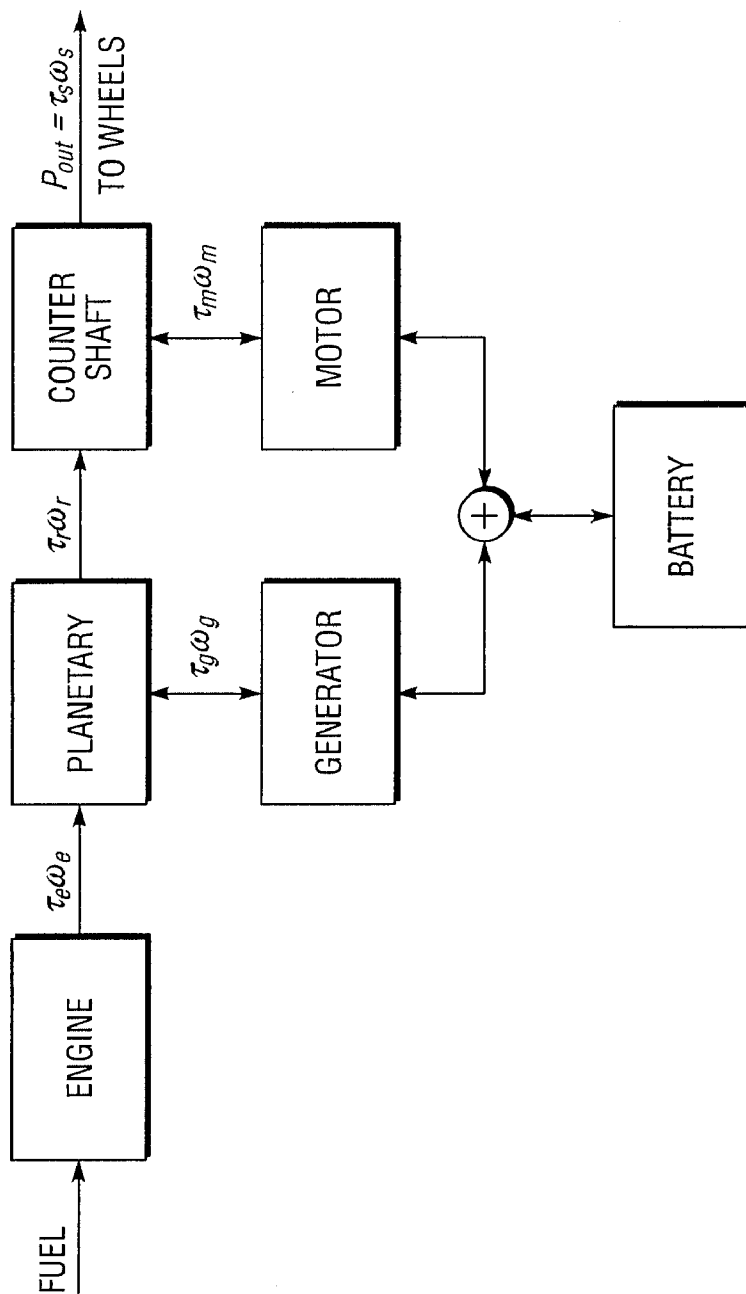 FUEL
ENGINE
τeωe
PLANETARY
τrωr
COUNTER
SHAFT
Pout = τsωs
TO WHEELS
τgωg
τmωm
GENERATOR
MOTOR
+
BATTERY